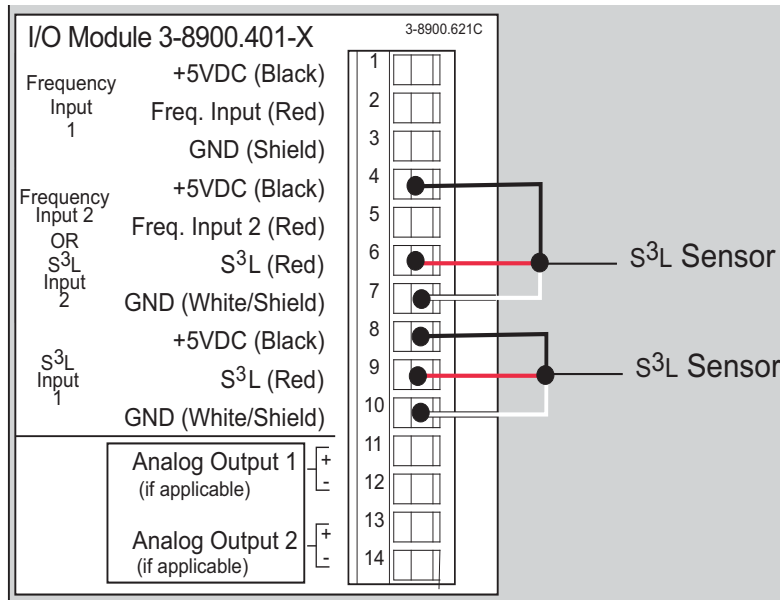 I/O Module 3-8900.401-X
3-8900.621C
Frequency
Input
1
+5VDC (Black)
1
Freq. Input (Red)
2
GND (Shield)
3
Frequency
Input 2
OR
S³L
Input
2
+5VDC (Black)
4
Freq. Input 2 (Red)
5
S³L (Red)
6
GND (White/Shield)
7
S³L Sensor
S³L
Input
1
+5VDC (Black)
8
S³L (Red)
9
GND (White/Shield)
10
S³L Sensor
11
Analog Output 1
(if applicable)
+
-
12
13
Analog Output 2
(if applicable)
+
-
14